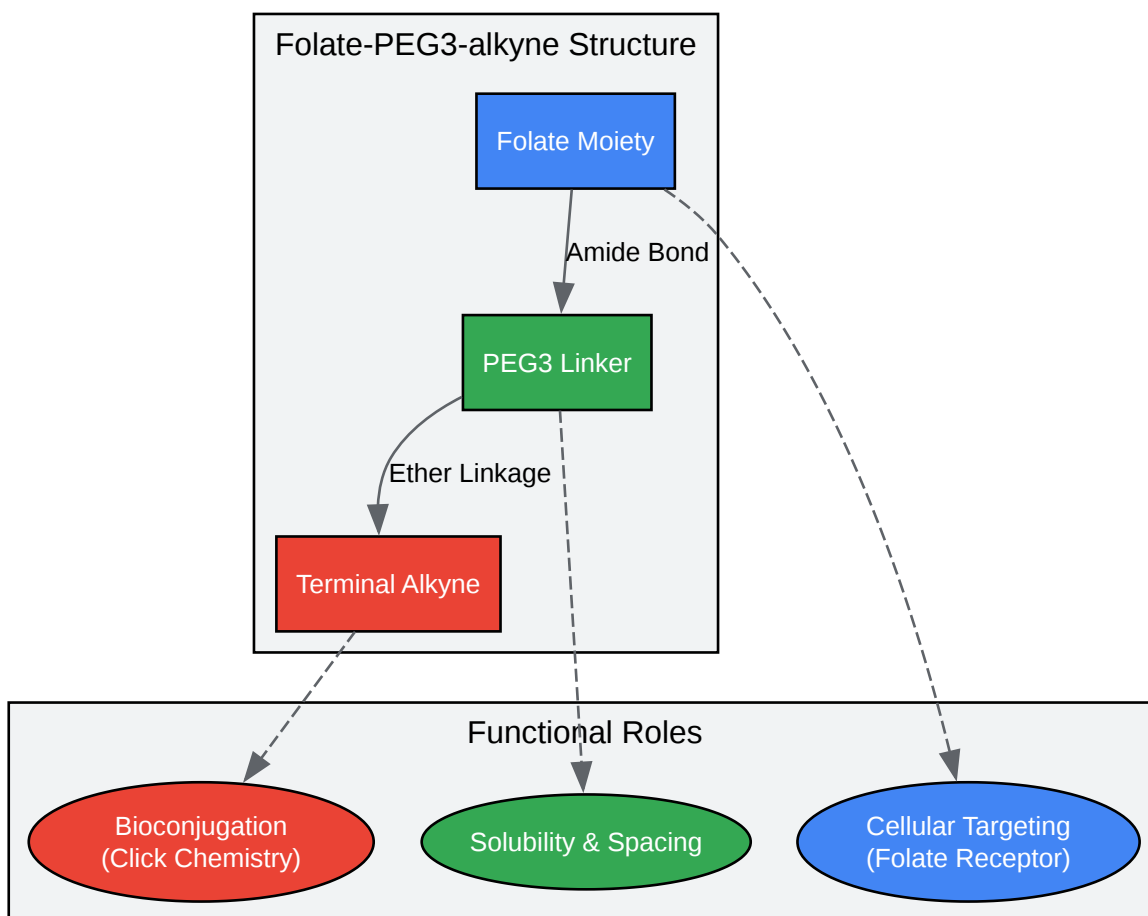 Folate-PEG3-alkyne Structure
Folate Moiety
Amide Bond
PEG3 Linker
Ether Linkage
Terminal Alkyne
Functional Roles
Bioconjugation
(Click Chemistry)
Solubility & Spacing
Cellular Targeting
(Folate Receptor)